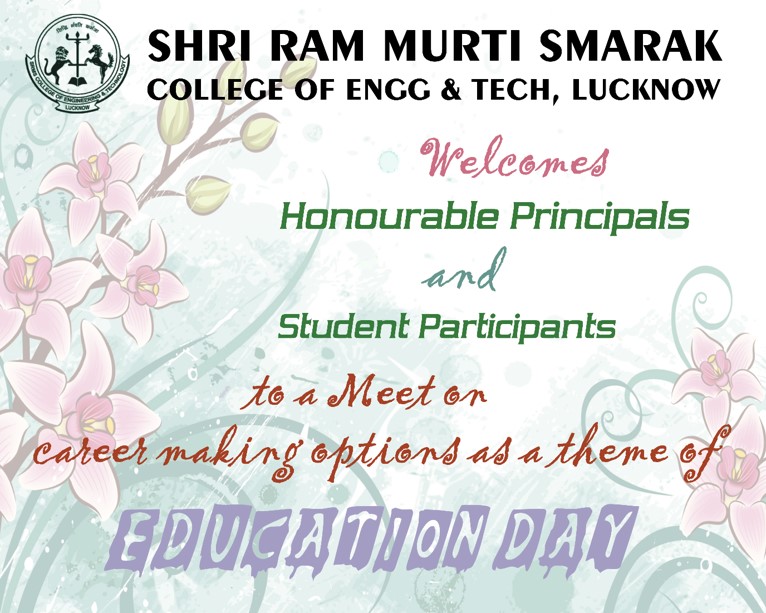 SHRI RAM MURTI SMARAK
COLLEGE OF ENGG & TECH, LUCKNOW
Welcomes
Honourable Principals
and
Student Participants
to a Meet on
career making options as a theme of
EDUCATION DAY